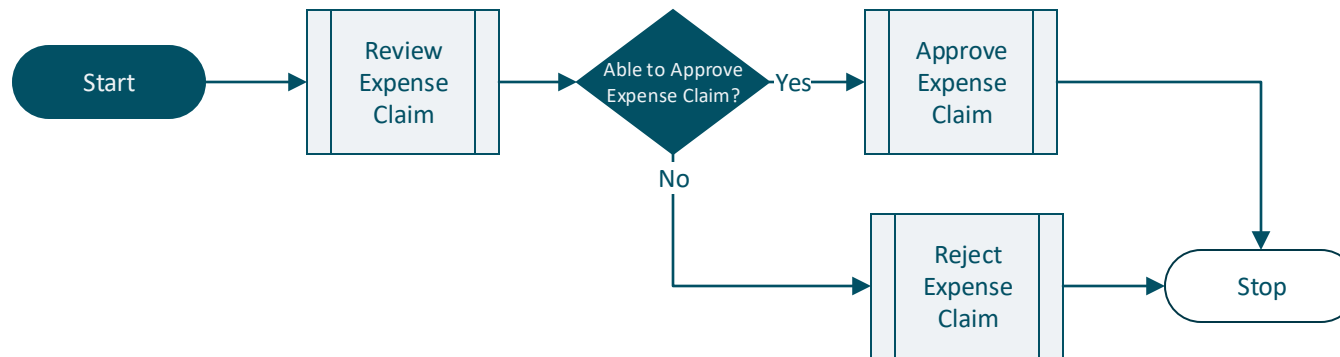 Start
Review
Expense
Claim
Able to Approve
Expense Claim?
Yes
Approve
Expense
Claim
No
Reject
Expense
Claim
Stop